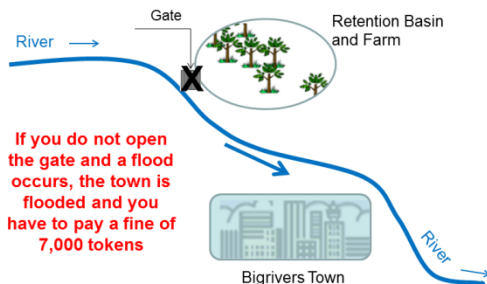 Gate
Retention Basin
and Farm
River
X
If you do not open
the gate and a flood
occurs, the town is
flooded and you
have to pay a fine of
7,000 tokens
River
Bigrivers Town